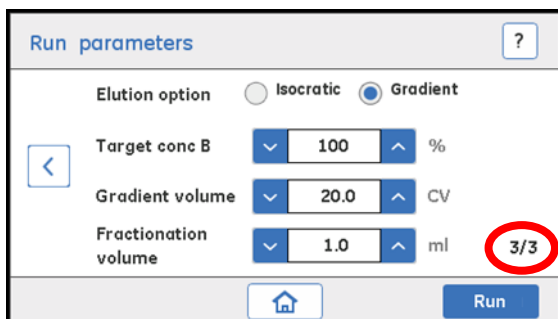 Run parameters ?
Elution option Isocratic Gradient
Target conc B 100 %
Gradient volume 20.0 CV
Fractionation
volume 1.0 ml 3/3
Run